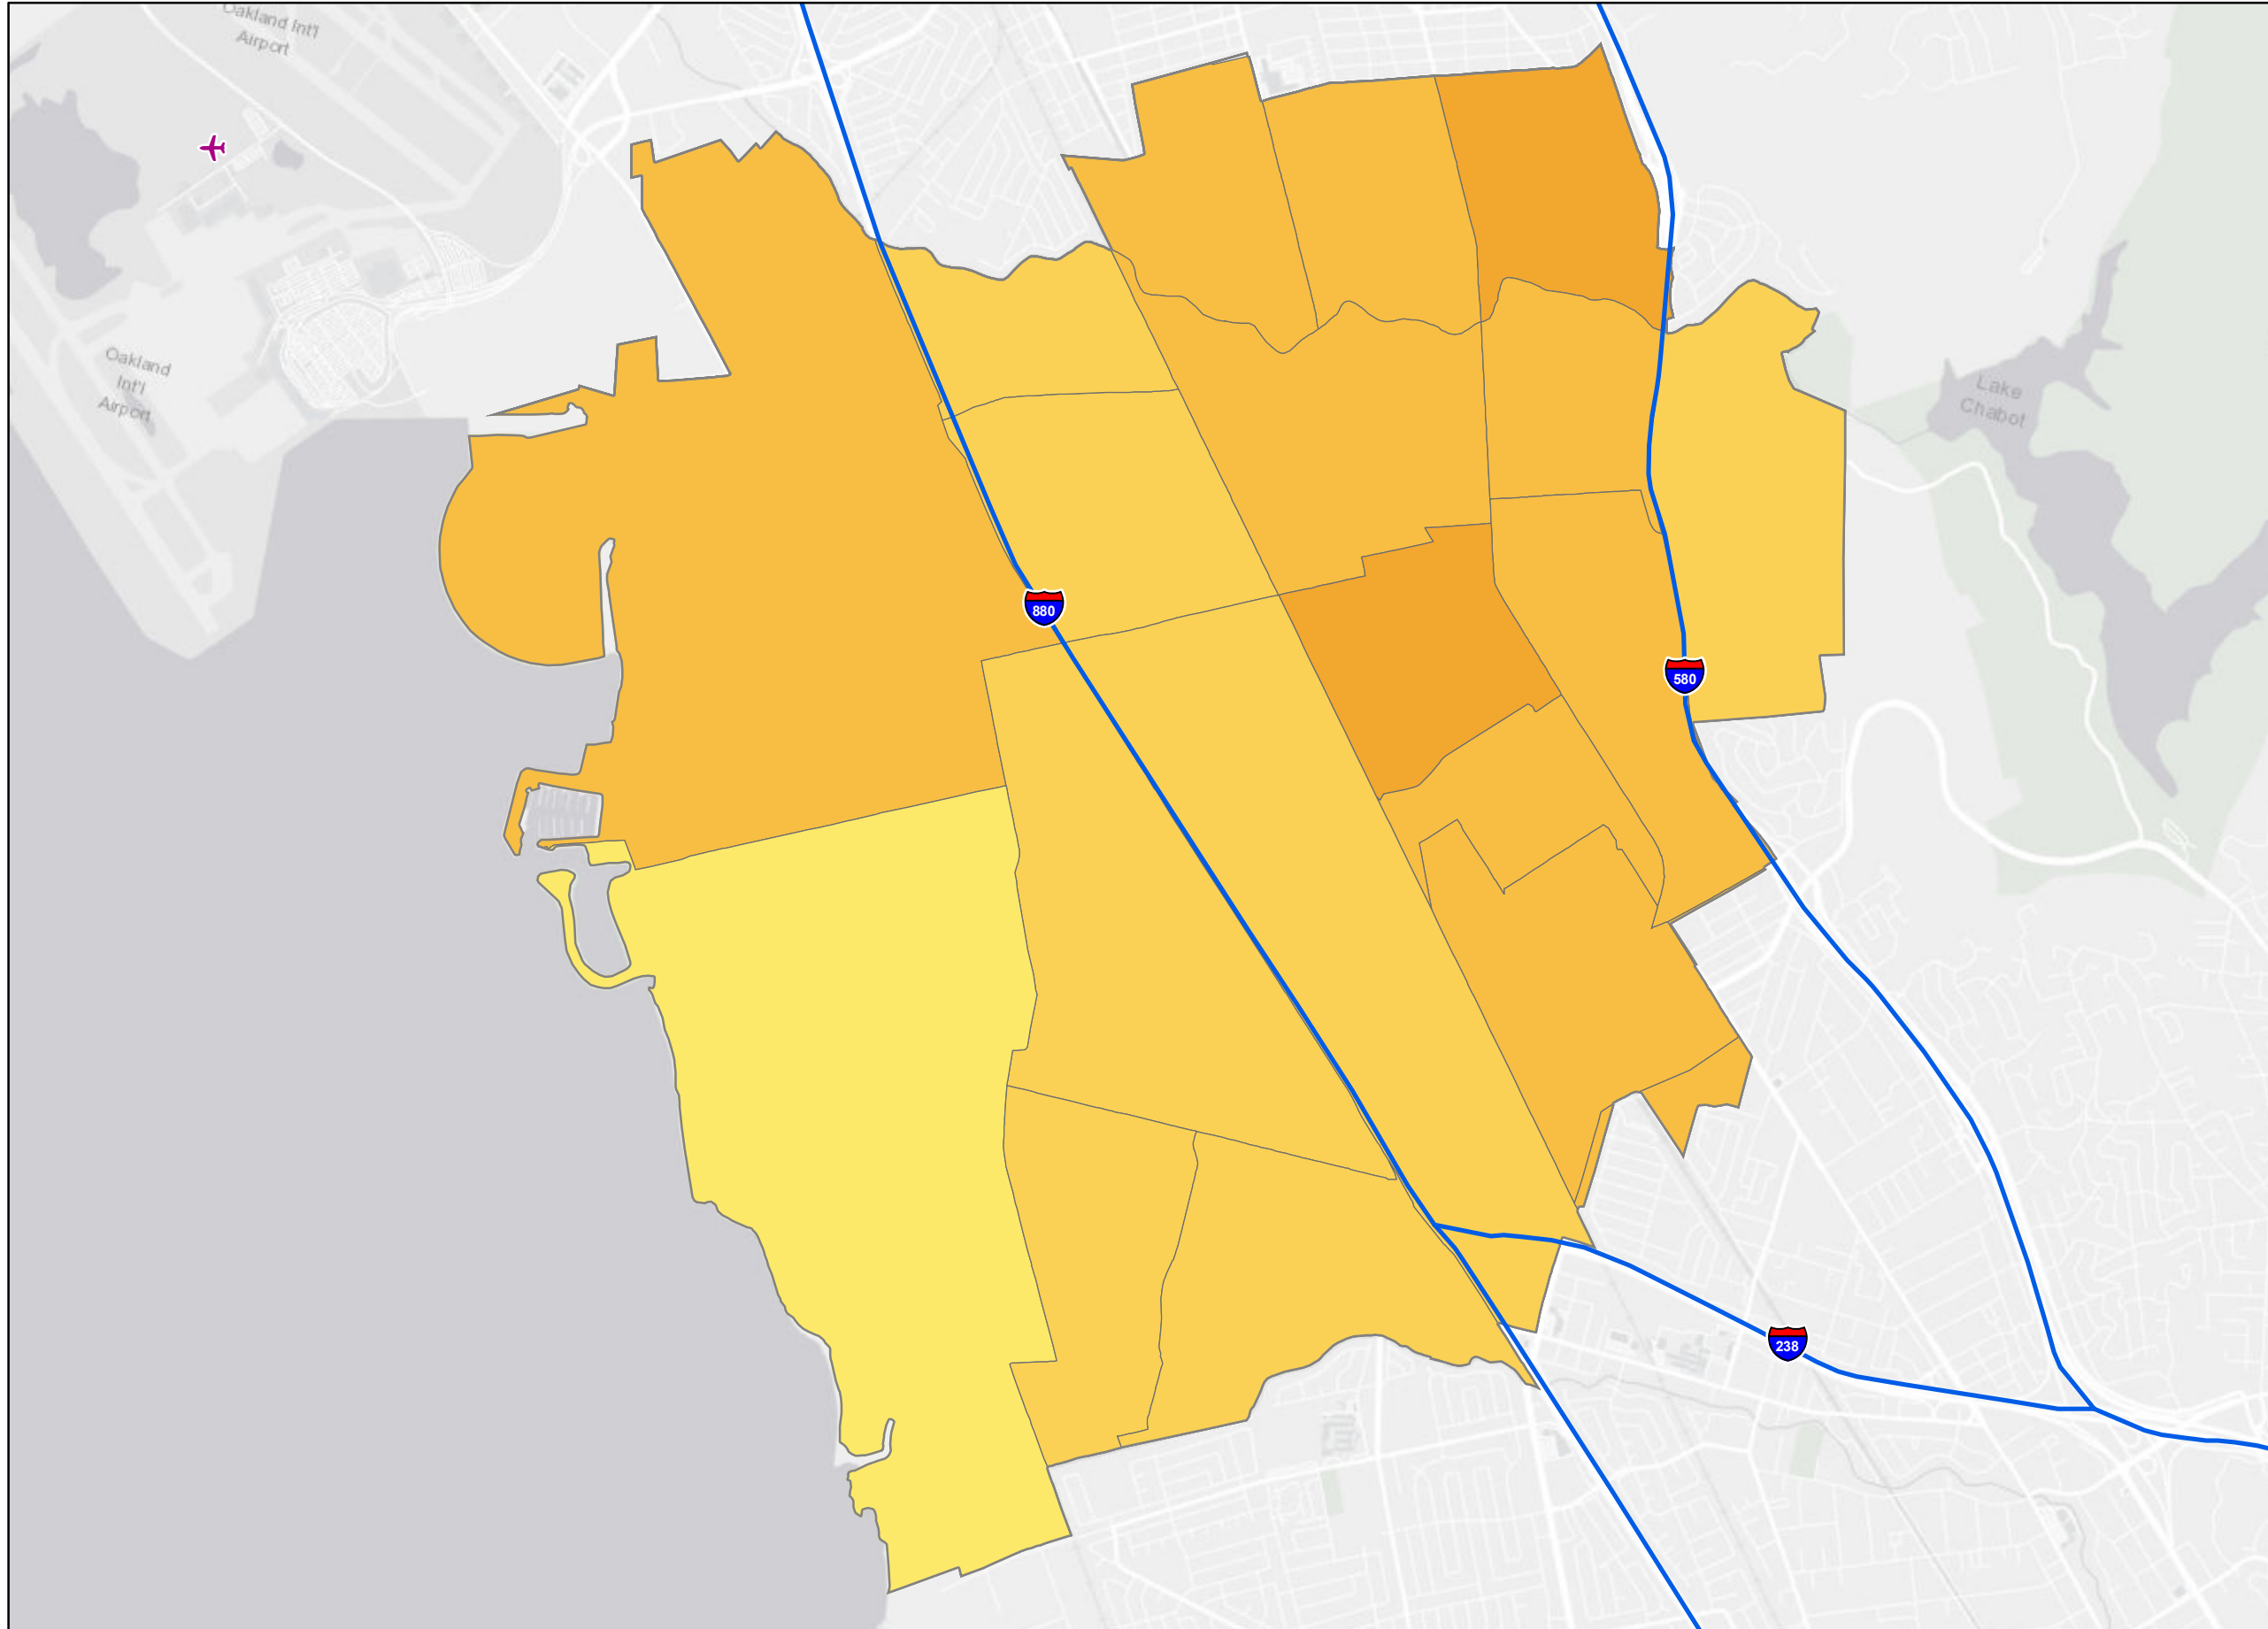 Oakland Int'l
Airport
Oakland
Int'l
Airport
Lake
Chabot
880
580
238